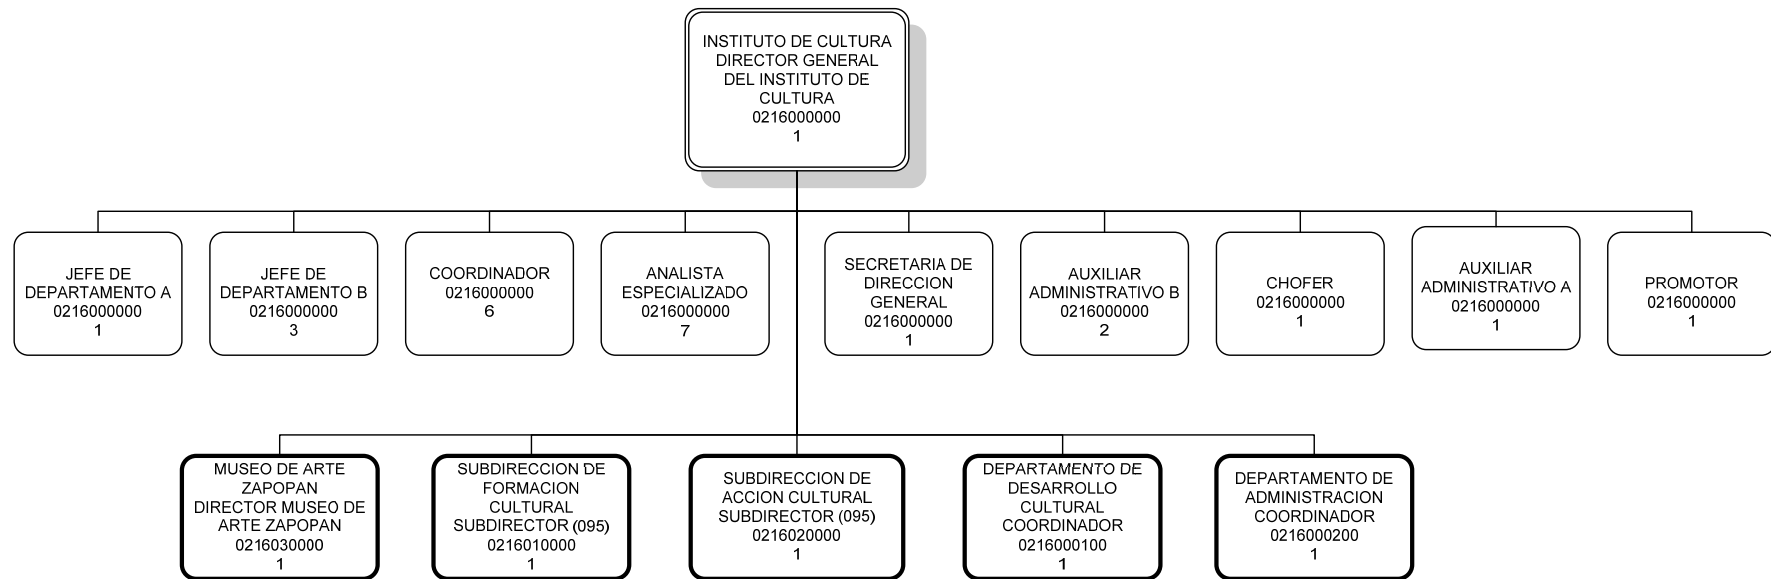 INSTITUTO DE CULTURA
DIRECTOR GENERAL
DEL INSTITUTO DE
CULTURA
0216000000
1
JEFE DE
DEPARTAMENTO A
0216000000
1
JEFE DE
DEPARTAMENTO B
0216000000
3
COORDINADOR
0216000000
6
ANALISTA
ESPECIALIZADO
0216000000
7
SECRETARIA DE
DIRECCION
GENERAL
0216000000
1
AUXILIAR
ADMINISTRATIVO B
0216000000
2
CHOFER
0216000000
1
AUXILIAR
ADMINISTRATIVO A
0216000000
1
PROMOTOR
0216000000
1
MUSEO DE ARTE
ZAPOPAN
DIRECTOR MUSEO DE
ARTE ZAPOPAN
0216030000
1
SUBDIRECCION DE
FORMACION
CULTURAL
SUBDIRECTOR (095)
0216010000
1
SUBDIRECCION DE
ACCION CULTURAL
SUBDIRECTOR (095)
0216020000
1
DEPARTAMENTO DE
DESARROLLO
CULTURAL
COORDINADOR
0216000100
1
DEPARTAMENTO DE
ADMINISTRACION
COORDINADOR
0216000200
1